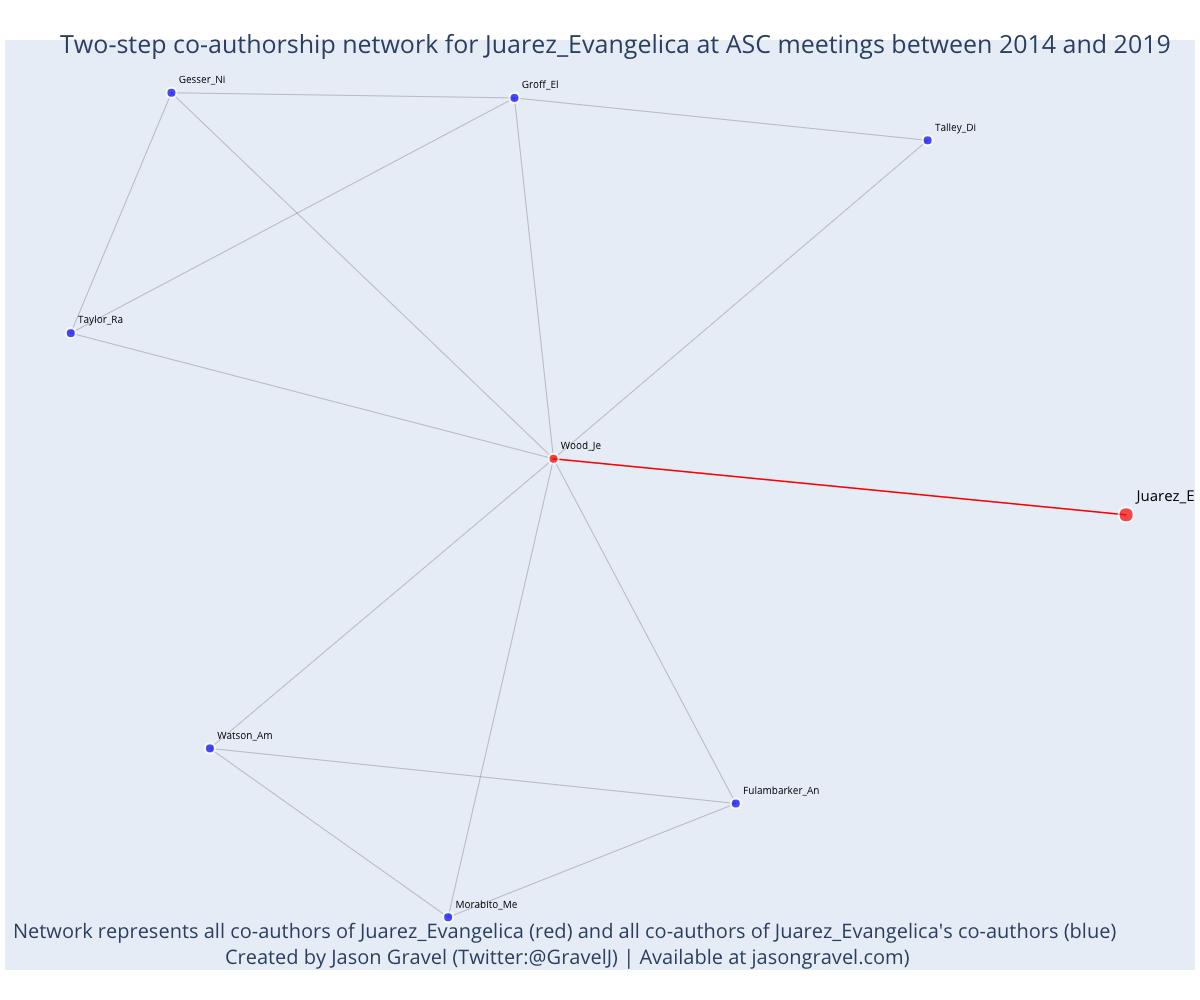 Two-step co-authorship network for Juarez_Evangelica at ASC meetings between 2014 and 2019
Gesser_Ni
Groff_El
Talley_Di
Taylor_Ra
Wood_Je
Juarez_E
Watson_Am
Fulambarker_An
Morabito_Me
Network represents all co-authors of Juarez_Evangelica (red) and all co-authors of Juarez_Evangelica's co-authors (blue)
Created by Jason Gravel (Twitter:@GravelJ) | Available at jasongravel.com)